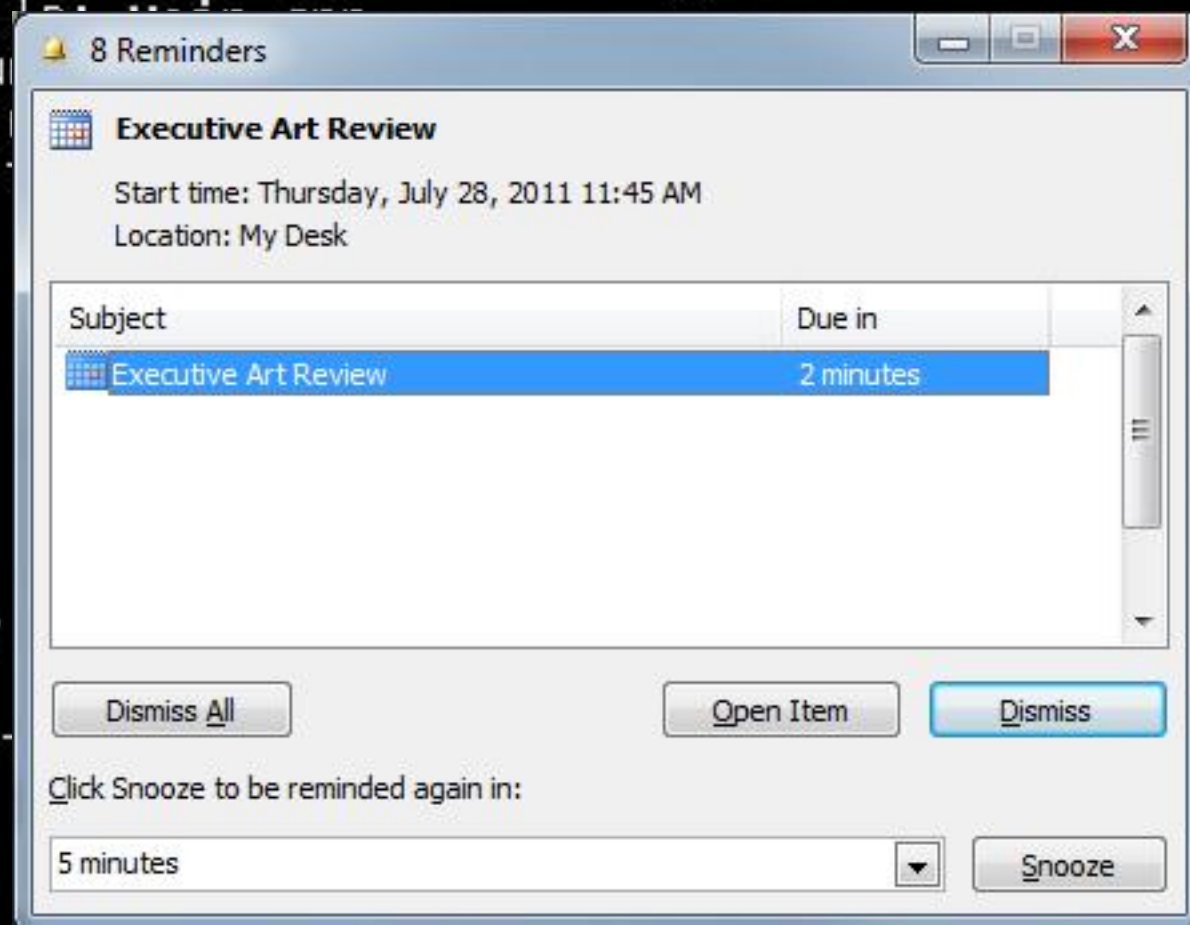 8 Reminders
Executive Art Review
Start time: Thursday, July 28, 2011 11:45 AM
Location: My Desk
Subject Due in
Executive Art Review 2 minutes
Dismiss All Open Item Dismiss
Click Snooze to be reminded again in:
5 minutes Snooze